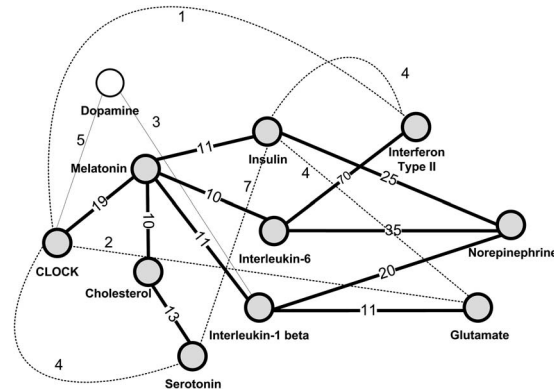 1
4
Dopamine
3
5
Insulin
Interferon
Type II
11
Melatonin
7
4
70
25
19
10
10
11
35
Norepinephrine
2
Interleukin-6
CLOCK
Cholesterol
20
13
11
Interleukin-1 beta
Glutamate
4
Serotonin